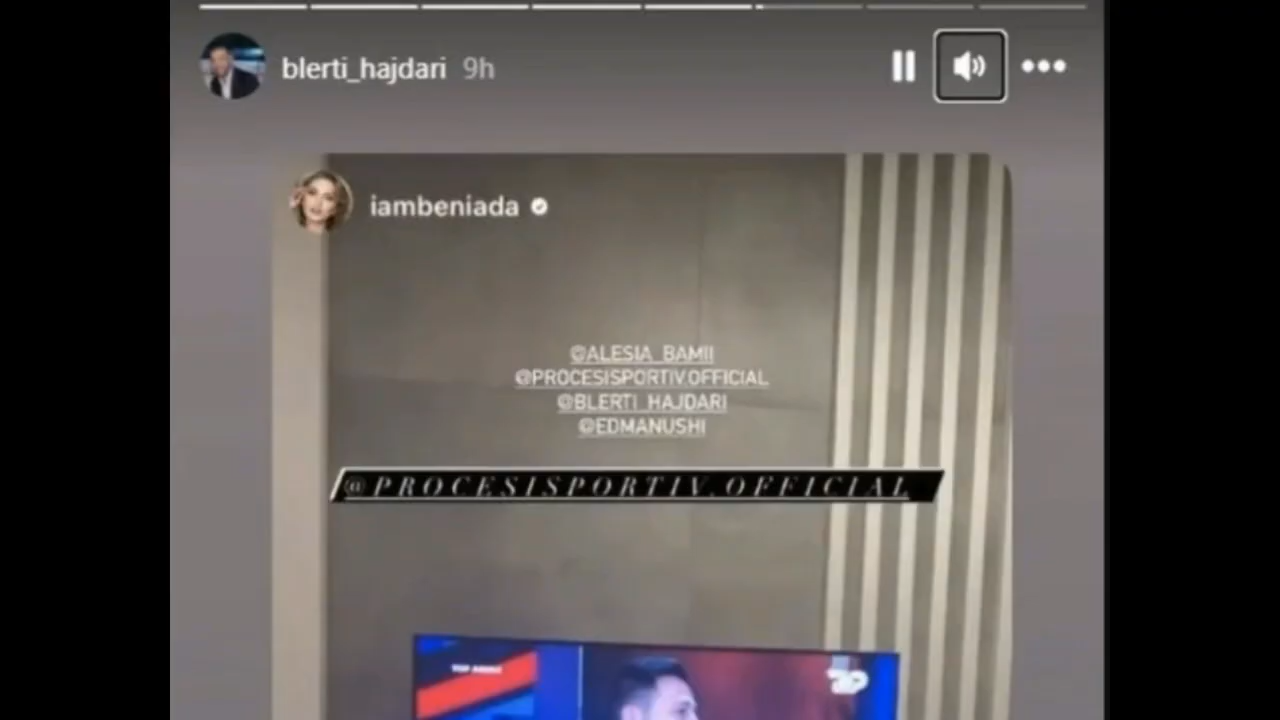 blerti_hajdari 9h
iambeniada
@ALESIA_BAMII
@PROCESISPORTIV.OFFICIAL
@BLERTI_HAJDARI
@EDMANUSHI
@PROCESISPORTIV.OFFICIAL